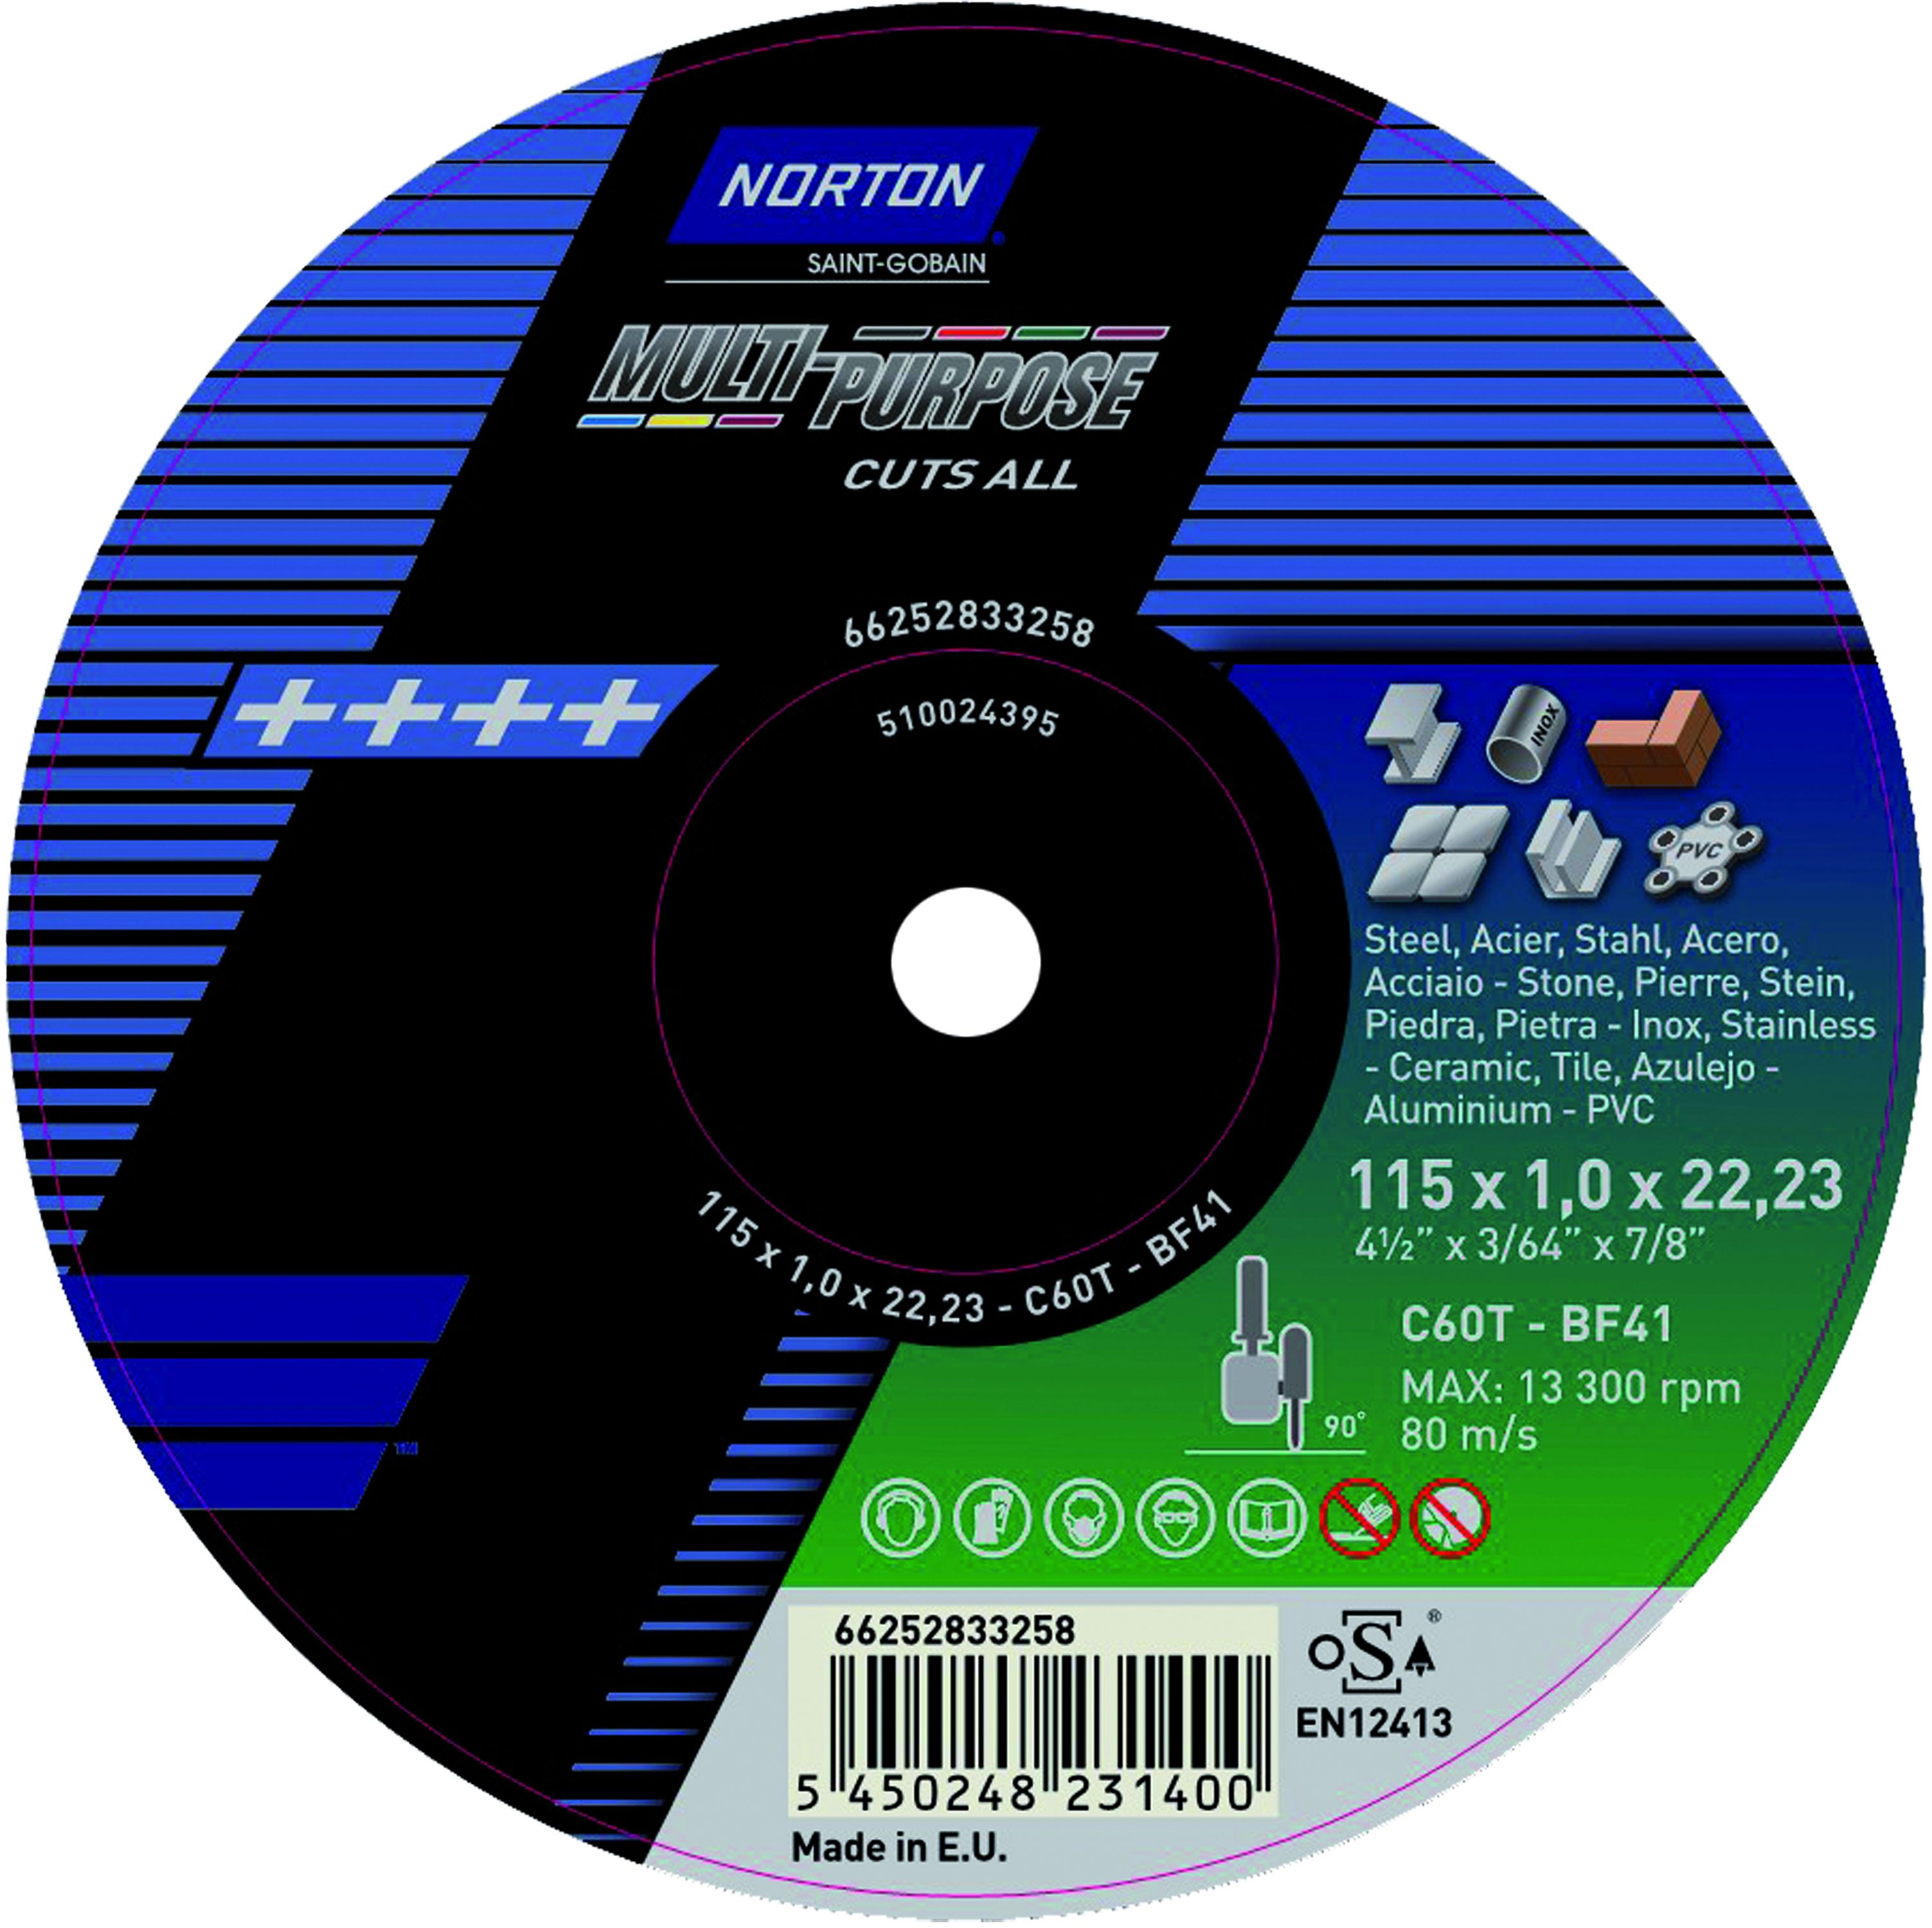 NORTON
SAINT-GOBAIN
MULTI-PURPOSE
CUTS ALL
66252833258
510024395
++++
INOX
PVC
Steel, Acier, Stahl, Acero,
Acciaio - Stone, Pierre, Stein,
Piedra, Pietra - Inox, Stainless
- Ceramic, Tile, Azulejo -
Aluminium - PVC
115 x 1,0 x 22,23
4½” x 3/64” x 7/8”
115 x 1,0 x 22,23 - C60T - BF41
C60T - BF41
MAX: 13 300 rpm
80 m/s
90°
TM
66252833258
5 450248 231400
oSA®
EN12413
Made in E.U.